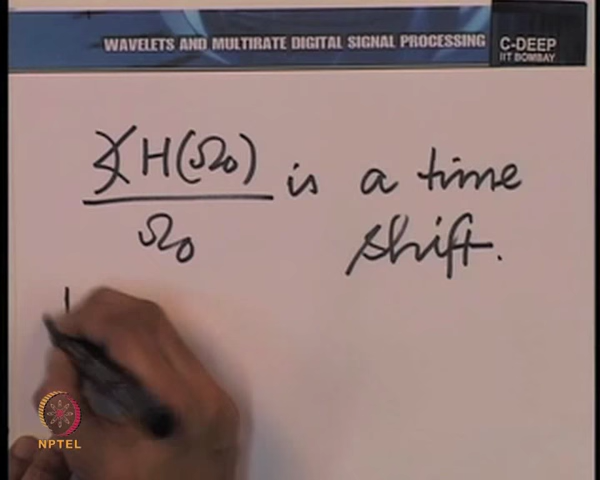 WAVELETS AND MULTIRATE DIGITAL SIGNAL PROCESSING
C-DEEP
IIT BOMBAY
∡H(Ω₀) is a time
Ω₀ shift.
NPTEL